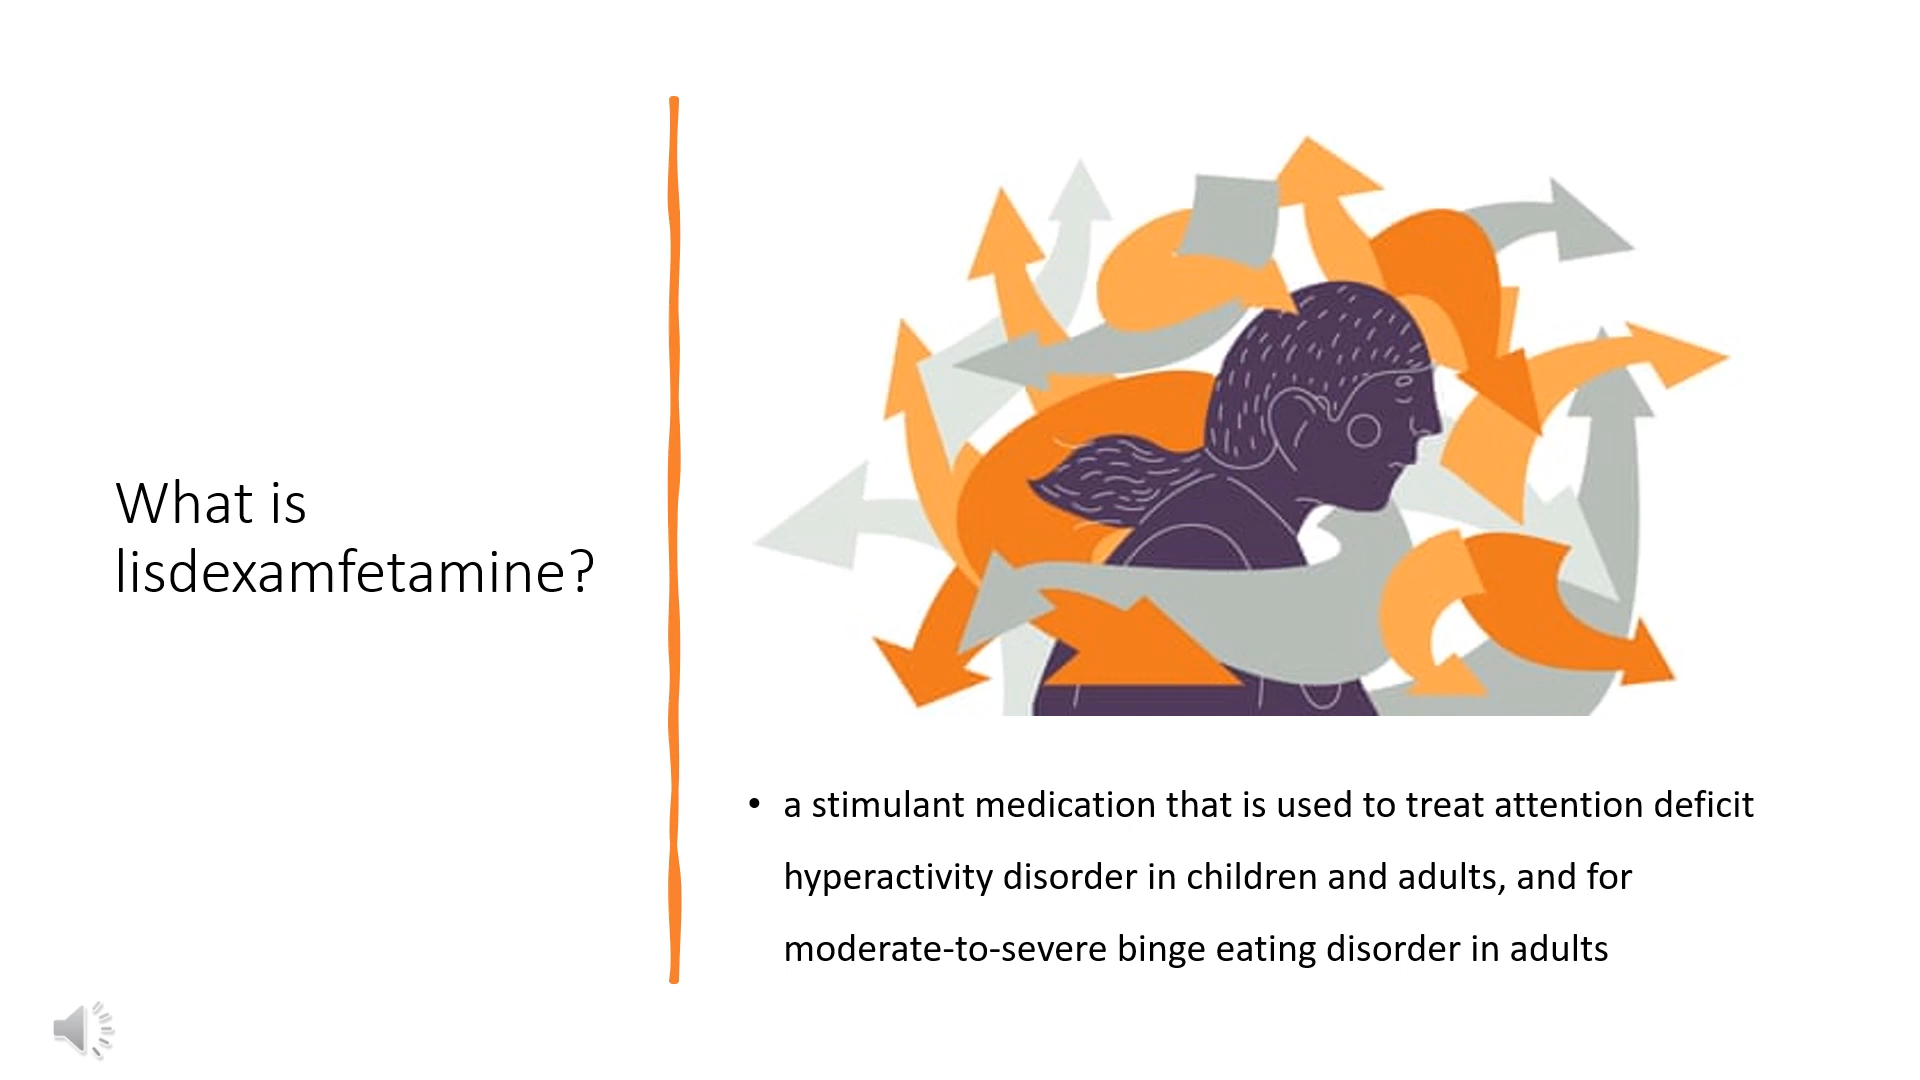 What is
lisdexamfetamine?
• a stimulant medication that is used to treat attention deficit
hyperactivity disorder in children and adults, and for
moderate-to-severe binge eating disorder in adults